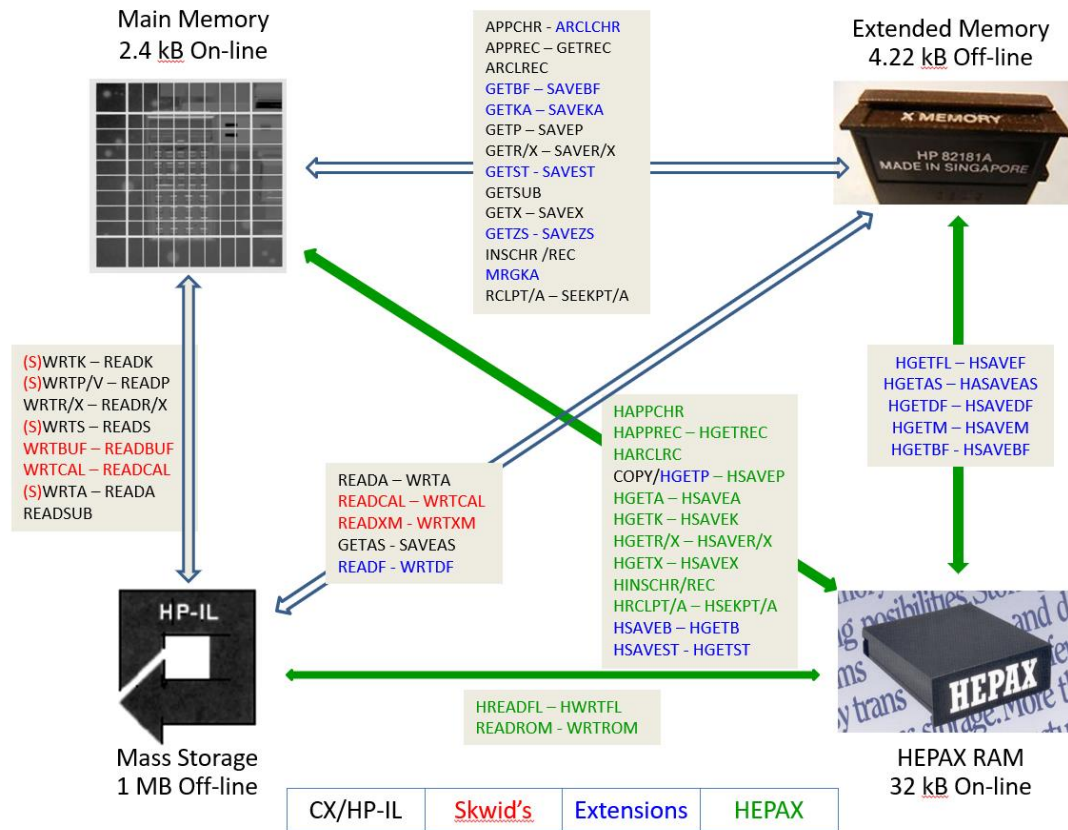 Main Memory
2.4 kB On-line
APPCHR - ARCLCHR
APPREC – GETREC
ARCLREC
GETBF – SAVEBF
GETKA – SAVEKA
GETP – SAVEP
GETR/X – SAVER/X
GETST - SAVEST
GETSUB
GETX – SAVEX
GETZS - SAVEZS
INSCHR /REC
MRGKA
RCLPT/A – SEEKPT/A
Extended Memory
4.22 kB Off-line
X MEMORY
HP 82181A
MADE IN SINGAPORE
(S)WRTK – READK
(S)WRTP/V – READP
WRTR/X – READR/X
(S)WRTS – READS
WRTBUF – READBUF
WRTCAL – READCAL
(S)WRTA – READA
READSUB
READA – WRTA
READCAL – WRTCAL
READXM - WRTXM
GETAS - SAVEAS
READF - WRTDF
HAPPCHR
HAPPREC – HGETREC
HARCLRC
COPY/HGETP – HSAVEP
HGETA – HSAVEA
HGETK – HSAVEK
HGETR/X – HSAVER/X
HGETX – HSAVEX
HINSCHR/REC
HRCLPT/A – HSEKPT/A
HSAVEB – HGETB
HSAVEST - HGETST
HGETFL – HSAVEF
HGETAS – HASAVEAS
HGETDF – HSAVEDF
HGETM – HSAVEM
HGETBF - HSAVEBF
HP-IL
Mass Storage
1 MB Off-line
HREADFL – HWRTFL
READROM - WRTROM
posibilities
HEPAX
trans
storage. More
HEPAX RAM
32 kB On-line
CX/HP-IL Skwid's Extensions HEPAX